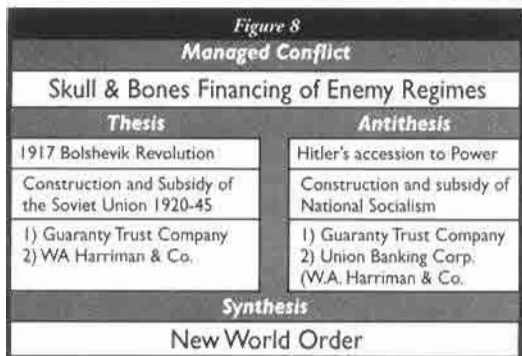 Figure 8
Managed Conflict
Skull & Bones Financing of Enemy Regimes
Thesis
1917 Bolshevik Revolution
Construction and Subsidy of
the Soviet Union 1920-45
1) Guaranty Trust Company
2) WA Harriman & Co.
Antithesis
Hitler's accession to Power
Construction and subsidy of
National Socialism
1) Guaranty Trust Company
2) Union Banking Corp.
(W.A. Harriman & Co.
Synthesis
New World Order